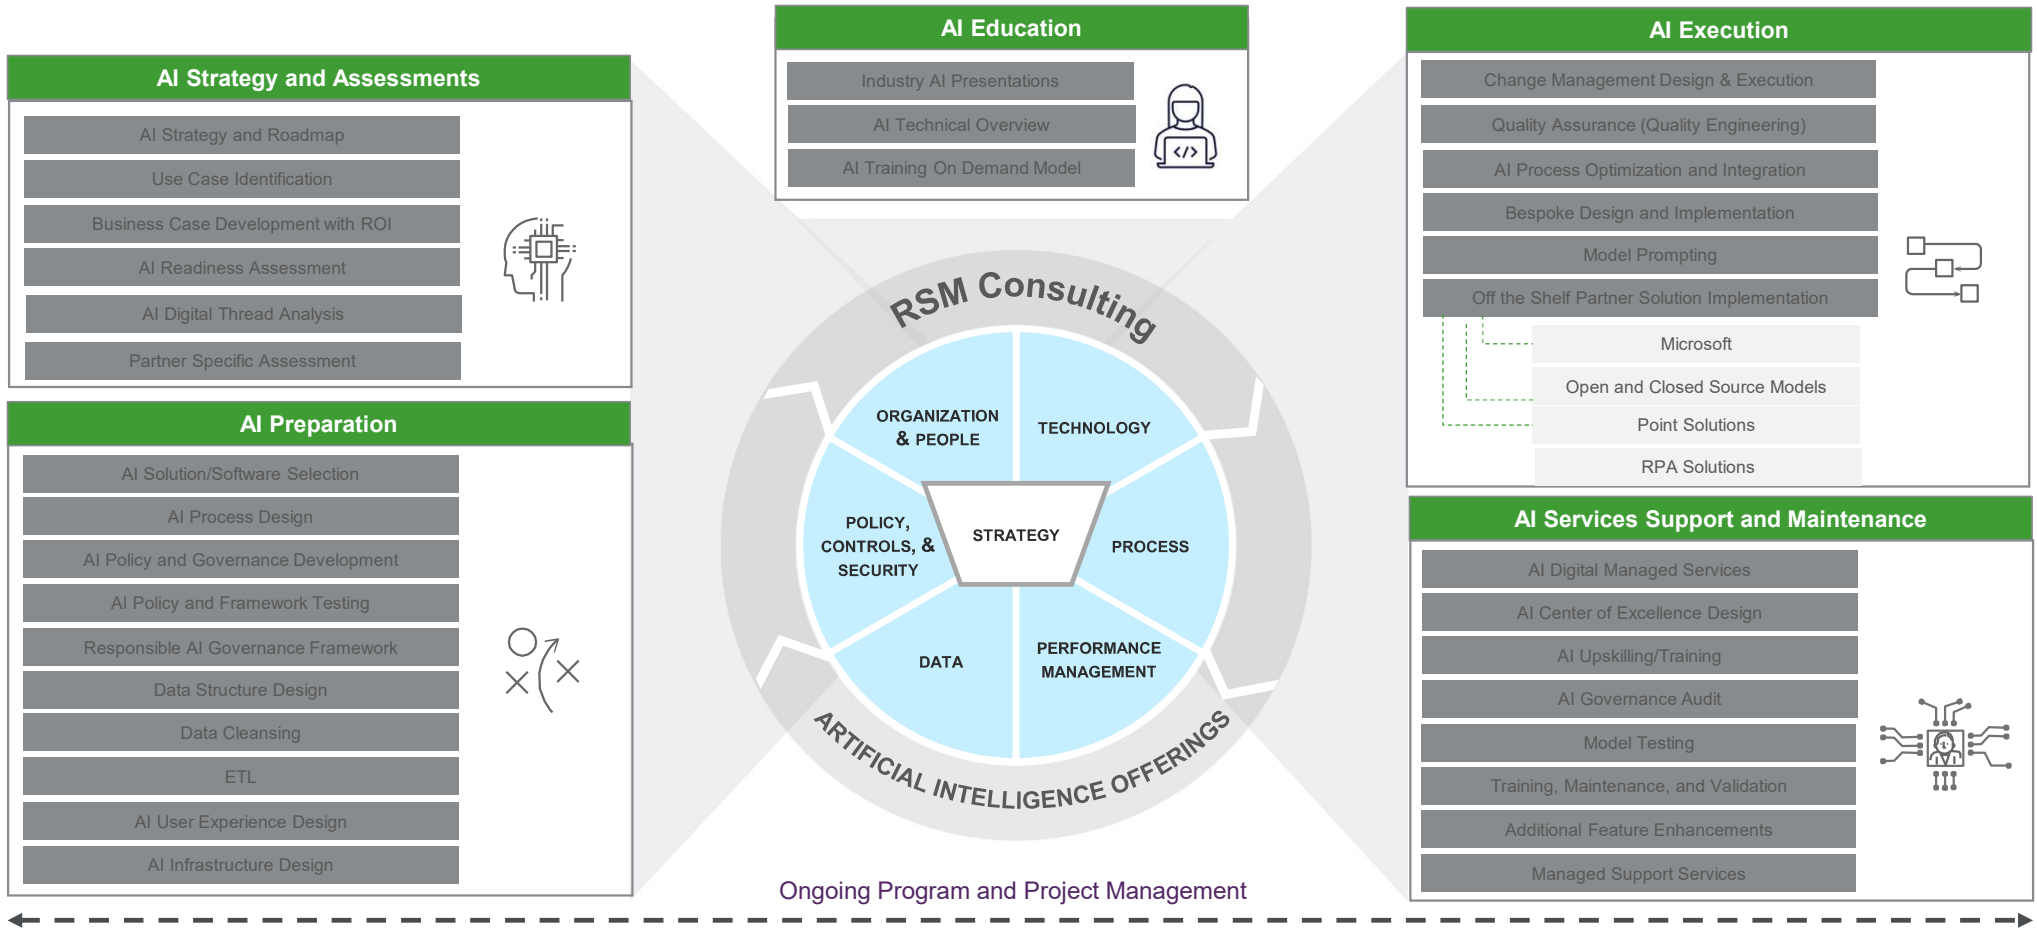 AI Strategy and Assessments
AI Strategy and Roadmap
Use Case Identification
Business Case Development with ROI
AI Readiness Assessment
AI Digital Thread Analysis
Partner Specific Assessment
AI Preparation
AI Solution/Software Selection
AI Process Design
AI Policy and Governance Development
AI Policy and Framework Testing
Responsible AI Governance Framework
Data Structure Design
Data Cleansing
ETL
AI User Experience Design
AI Infrastructure Design
AI Education
Industry AI Presentations
AI Technical Overview
AI Training On Demand Model
</>
RSM Consulting
ORGANIZATION
& PEOPLE
TECHNOLOGY
POLICY,
CONTROLS, &
SECURITY
STRATEGY
PROCESS
DATA
PERFORMANCE
MANAGEMENT
ARTIFICIAL INTELLIGENCE OFFERINGS
AI Execution
Change Management Design & Execution
Quality Assurance (Quality Engineering)
AI Process Optimization and Integration
Bespoke Design and Implementation
Model Prompting
Off the Shelf Partner Solution Implementation
Microsoft
Open and Closed Source Models
Point Solutions
RPA Solutions
AI Services Support and Maintenance
AI Digital Managed Services
AI Center of Excellence Design
AI Upskilling/Training
AI Governance Audit
Model Testing
Training, Maintenance, and Validation
Additional Feature Enhancements
Managed Support Services
Ongoing Program and Project Management